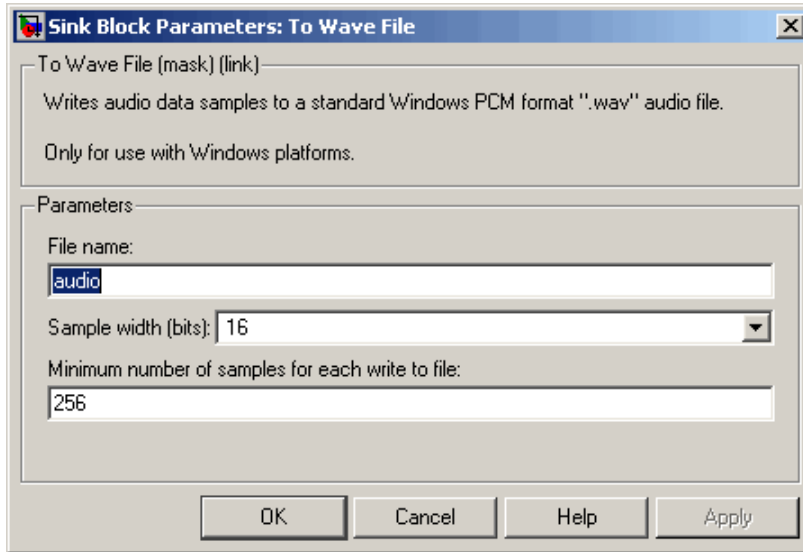 Sink Block Parameters: To Wave File
To Wave File (mask) (link)
Writes audio data samples to a standard Windows PCM format ".wav" audio file.
Only for use with Windows platforms.
Parameters
File name:
audio
Sample width (bits): 16
Minimum number of samples for each write to file:
256
OK Cancel Help Apply